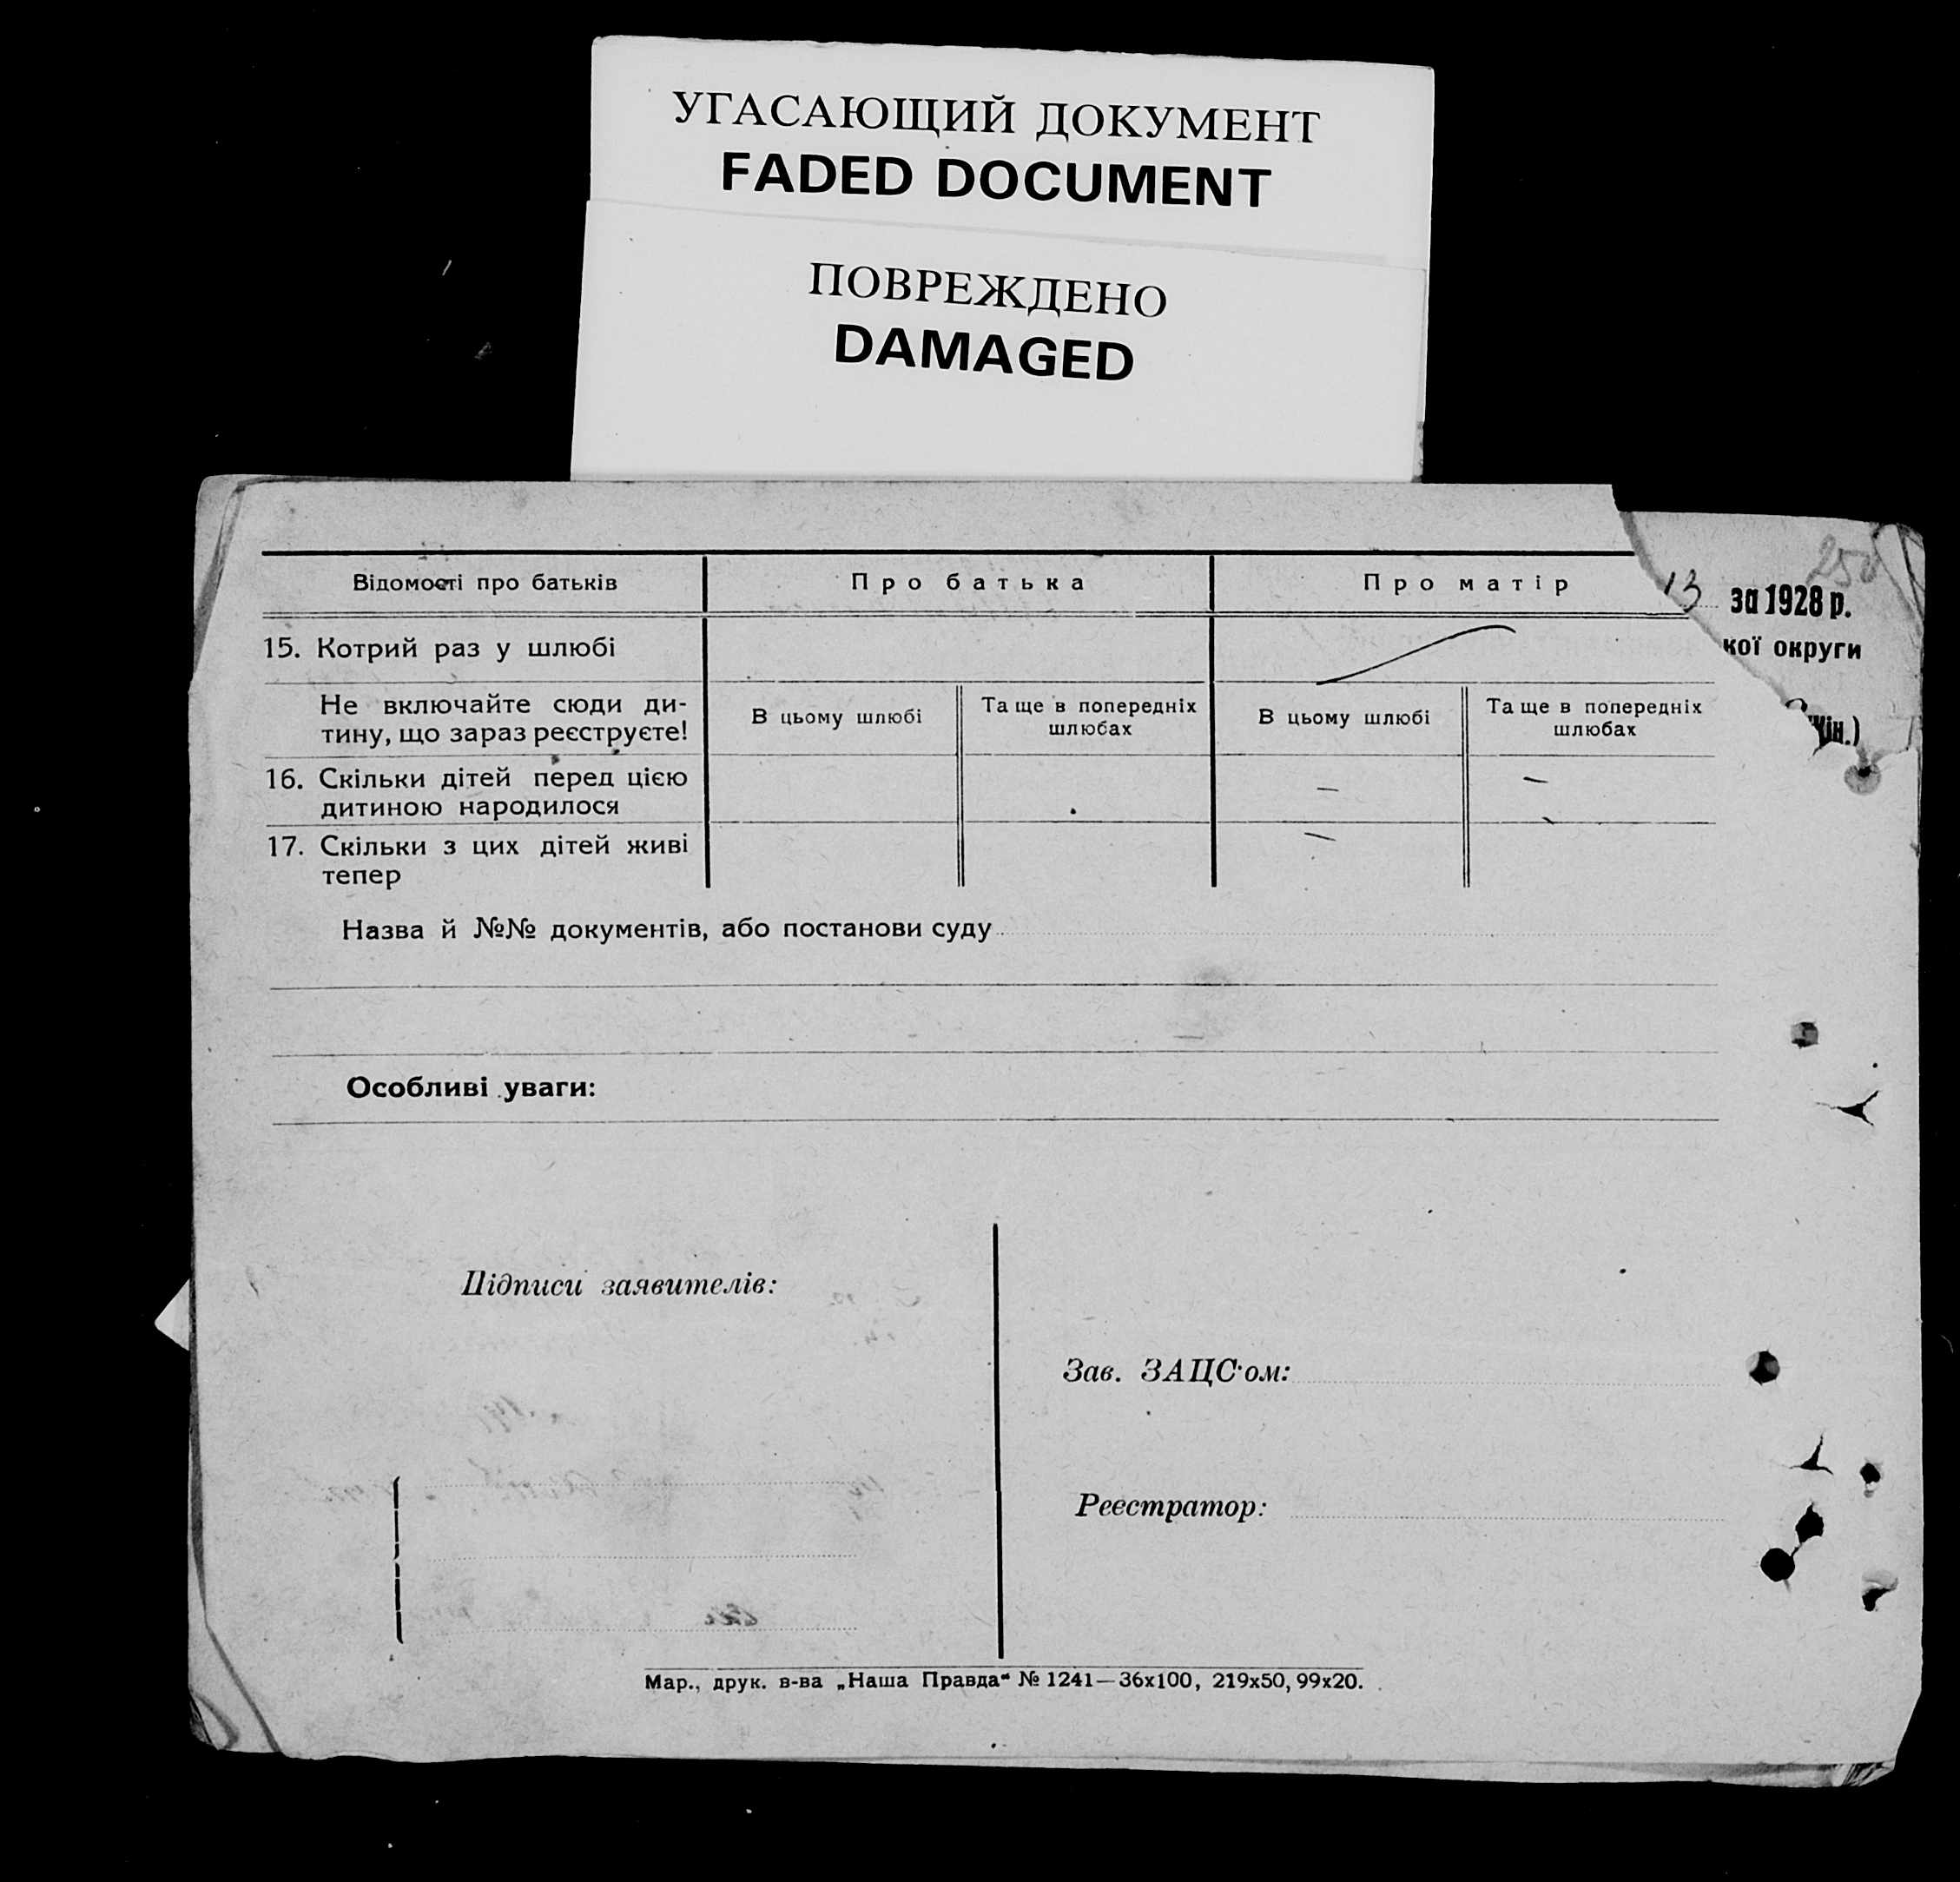 УГАСАЮЩИЙ ДОКУМЕНТ
FADED DOCUMENT
ПОВРЕЖДЕНО
DAMAGED
250
13 за 1928 р.
кої округи
Жін.)
Відомості про батьків
Про батька
Про матір
15. Котрий раз у шлюбі
Не включайте сюди ди-
тину, що зараз реєструєте!
В цьому шлюбі
Та ще в попередніх
шлюбах
В цьому шлюбі
Та ще в попередніх
шлюбах
16. Скільки дітей перед цією
дитиною народилося
— —
17. Скільки з цих дітей живі
тепер
—
Назва й №№ документів, або постанови суду
Особливі уваги:
Підписи заявителів:
Зав. ЗАЦС'ом:
Реєстратор:
Мар., друк. в-ва „Наша Правда“ № 1241—36х100, 219х50, 99х20.